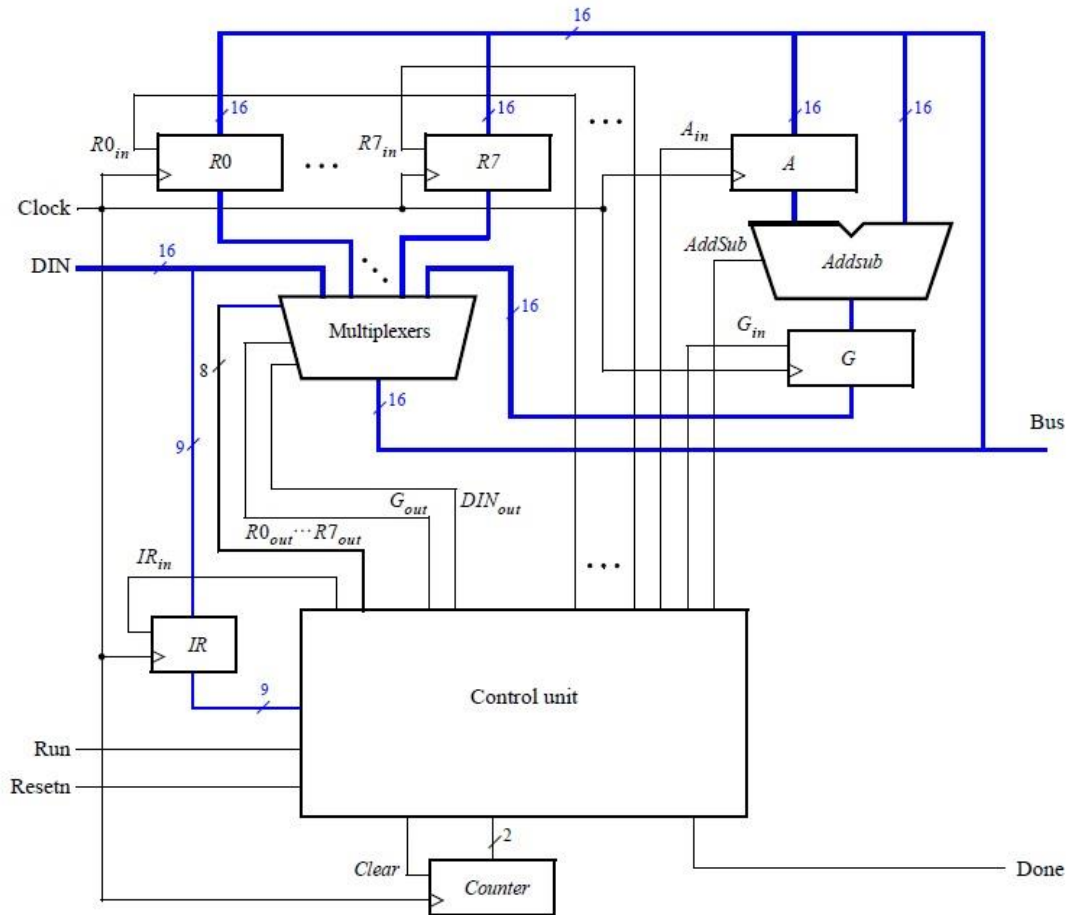 16
16
16
16
16
R0in
R0
...
R7in
R7
...
Ain
A
Clock
DIN
16
AddSub
Addsub
Multiplexers
16
Gin
G
8
16
Bus
9
Gout
DINout
R0out...R7out
IRin
...
IR
9
Control unit
Run
Resetn
2
Clear
Counter
Done